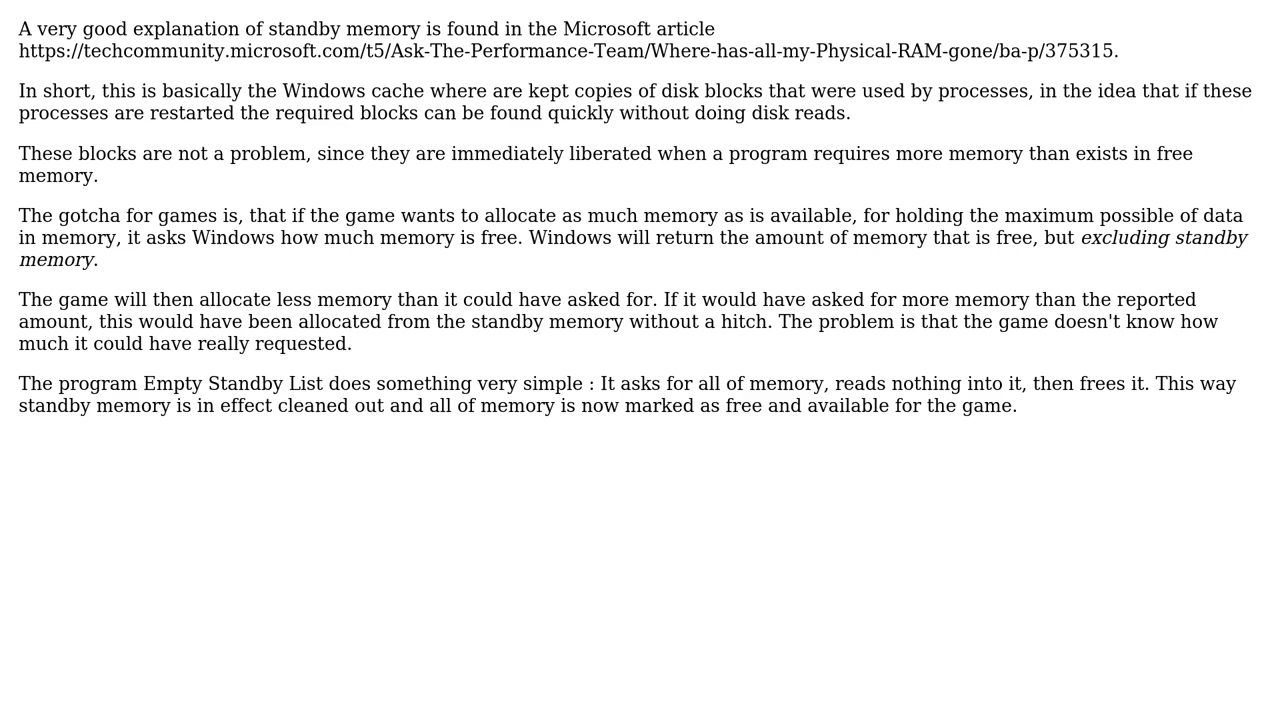 A very good explanation of standby memory is found in the Microsoft article
https://techcommunity.microsoft.com/t5/Ask-The-Performance-Team/Where-has-all-my-Physical-RAM-gone/ba-p/375315.
In short, this is basically the Windows cache where are kept copies of disk blocks that were used by processes, in the idea that if these
processes are restarted the required blocks can be found quickly without doing disk reads.
These blocks are not a problem, since they are immediately liberated when a program requires more memory than exists in free
memory.
The gotcha for games is, that if the game wants to allocate as much memory as is available, for holding the maximum possible of data
in memory, it asks Windows how much memory is free. Windows will return the amount of memory that is free, but excluding standby
memory.
The game will then allocate less memory than it could have asked for. If it would have asked for more memory than the reported
amount, this would have been allocated from the standby memory without a hitch. The problem is that the game doesn't know how
much it could have really requested.
The program Empty Standby List does something very simple : It asks for all of memory, reads nothing into it, then frees it. This way
standby memory is in effect cleaned out and all of memory is now marked as free and available for the game.